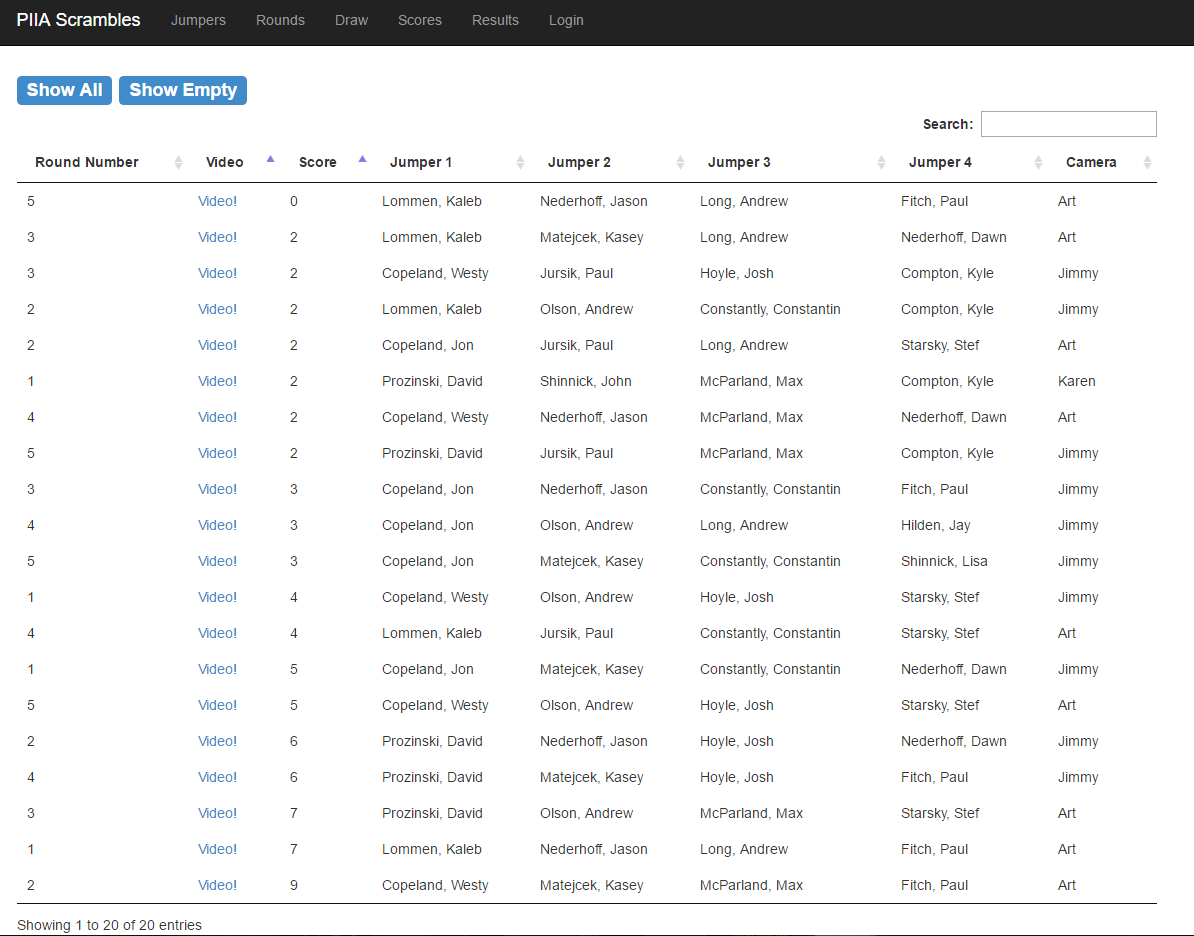 PIIA Scrambles Jumpers Rounds Draw Scores Results Login
Show All Show Empty
Search:
Round Number Video Score Jumper 1 Jumper 2 Jumper 3 Jumper 4 Camera
5 Video! 0 Lommen, Kaleb Nederhoff, Jason Long, Andrew Fitch, Paul Art
3 Video! 2 Lommen, Kaleb Matejcek, Kasey Long, Andrew Nederhoff, Dawn Art
3 Video! 2 Copeland, Westy Jursik, Paul Hoyle, Josh Compton, Kyle Jimmy
2 Video! 2 Lommen, Kaleb Olson, Andrew Constantly, Constantin Compton, Kyle Jimmy
2 Video! 2 Copeland, Jon Jursik, Paul Long, Andrew Starsky, Stef Art
1 Video! 2 Prozinski, David Shinnick, John McParland, Max Compton, Kyle Karen
4 Video! 2 Copeland, Westy Nederhoff, Jason McParland, Max Nederhoff, Dawn Art
5 Video! 2 Prozinski, David Jursik, Paul McParland, Max Compton, Kyle Jimmy
3 Video! 3 Copeland, Jon Nederhoff, Jason Constantly, Constantin Fitch, Paul Jimmy
4 Video! 3 Copeland, Jon Olson, Andrew Long, Andrew Hilden, Jay Jimmy
5 Video! 3 Copeland, Jon Matejcek, Kasey Constantly, Constantin Shinnick, Lisa Jimmy
1 Video! 4 Copeland, Westy Olson, Andrew Hoyle, Josh Starsky, Stef Jimmy
4 Video! 4 Lommen, Kaleb Jursik, Paul Constantly, Constantin Starsky, Stef Art
1 Video! 5 Copeland, Jon Matejcek, Kasey Constantly, Constantin Nederhoff, Dawn Jimmy
5 Video! 5 Copeland, Westy Olson, Andrew Hoyle, Josh Starsky, Stef Art
2 Video! 6 Prozinski, David Nederhoff, Jason Hoyle, Josh Nederhoff, Dawn Jimmy
4 Video! 6 Prozinski, David Matejcek, Kasey Hoyle, Josh Fitch, Paul Jimmy
3 Video! 7 Prozinski, David Olson, Andrew McParland, Max Starsky, Stef Art
1 Video! 7 Lommen, Kaleb Nederhoff, Jason Long, Andrew Fitch, Paul Art
2 Video! 9 Copeland, Westy Matejcek, Kasey McParland, Max Fitch, Paul Art
Showing 1 to 20 of 20 entries